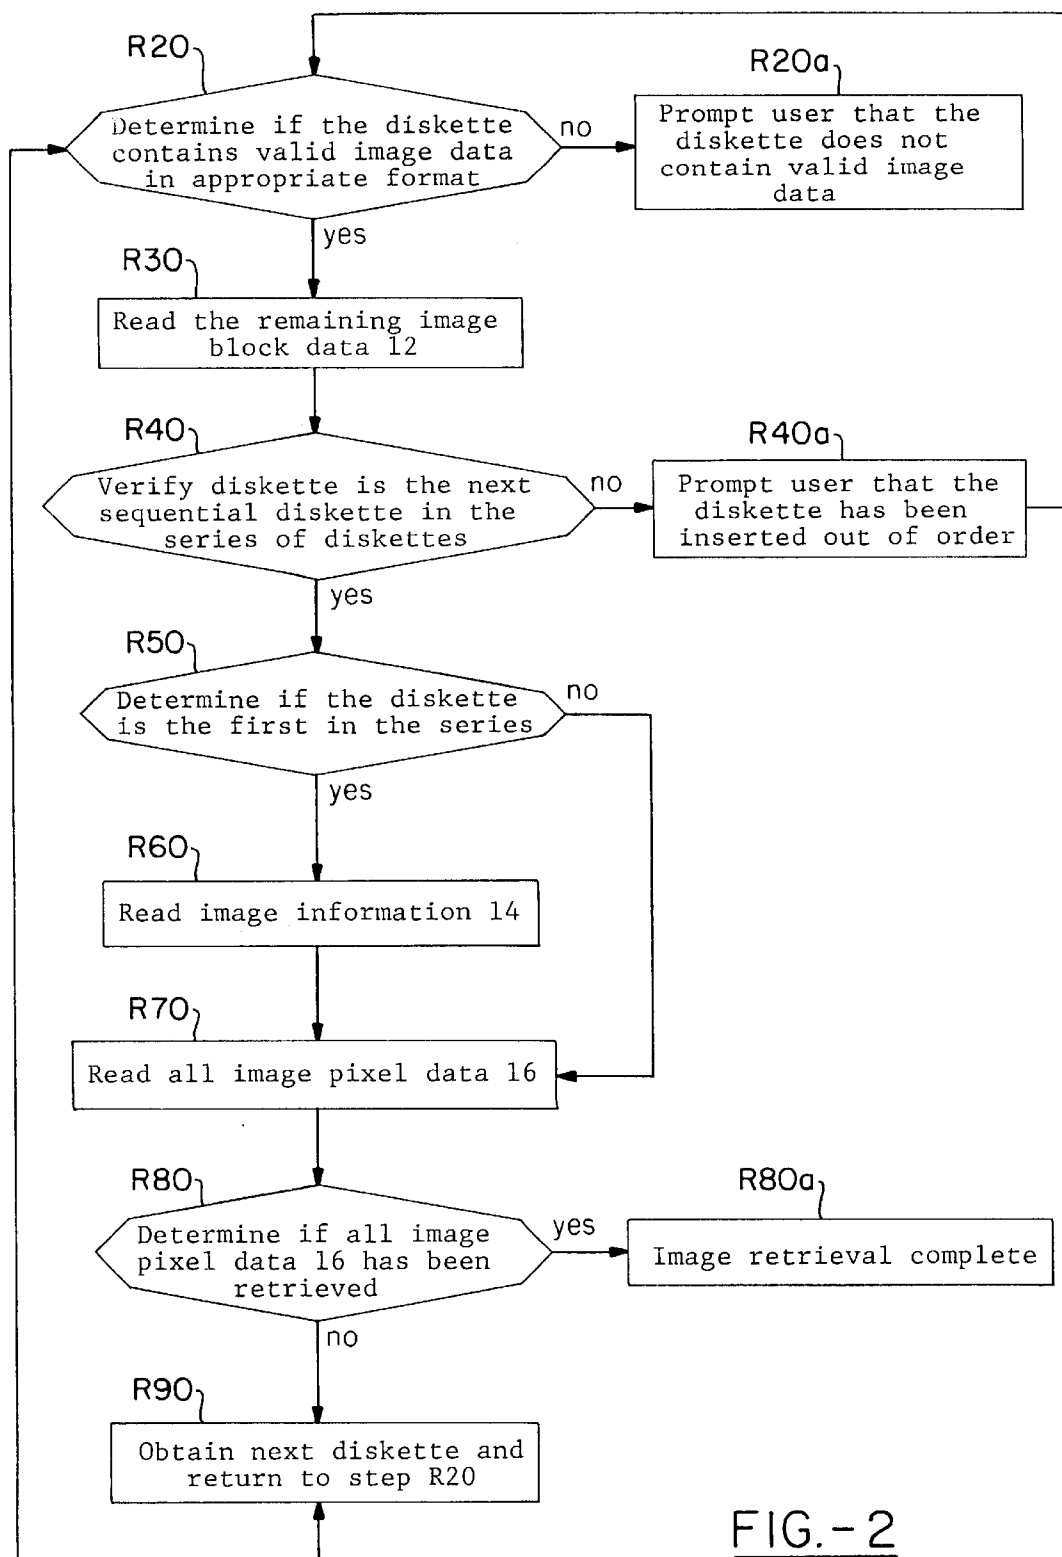 R20
Determine if the diskette
contains valid image data
in appropriate format
no
R20a
Prompt user that the
diskette does not
contain valid image
data
yes
R30
Read the remaining image
block data 12
R40
Verify diskette is the next
sequential diskette in the
series of diskettes
no
R40a
Prompt user that the
diskette has been
inserted out of order
yes
R50
Determine if the diskette
is the first in the series
no
yes
R60
Read image information 14
R70
Read all image pixel data 16
R80
Determine if all image
pixel data 16 has been
retrieved
yes
R80a
Image retrieval complete
no
R90
Obtain next diskette and
return to step R20
FIG.-2